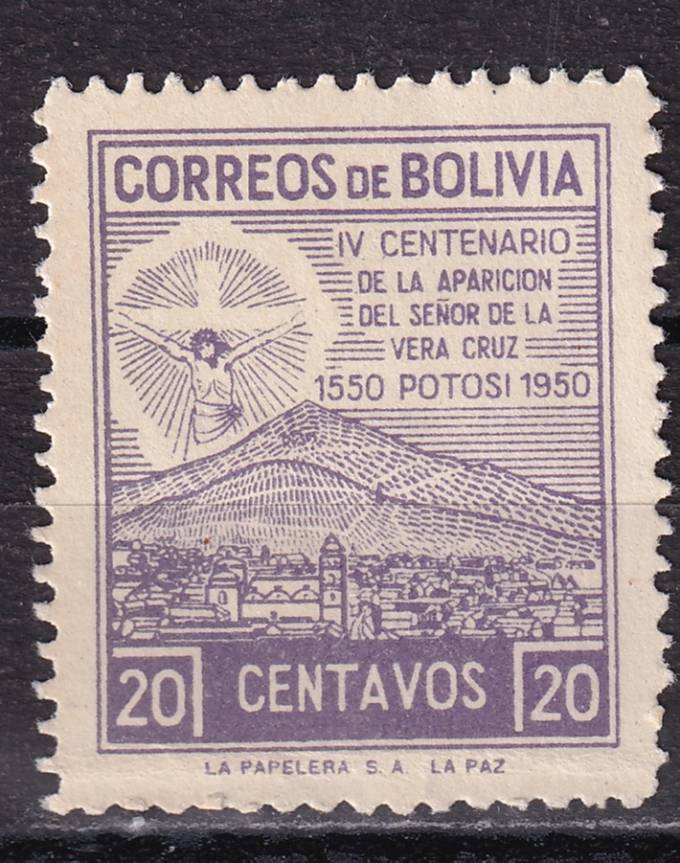 CORREOS DE BOLIVIA
IV CENTENARIO
DE LA APARICION
DEL SEÑOR DE LA
VERA CRUZ
1550 POTOSI 1950
20 CENTAVOS 20
LA PAPELERA S. A. LA PAZ